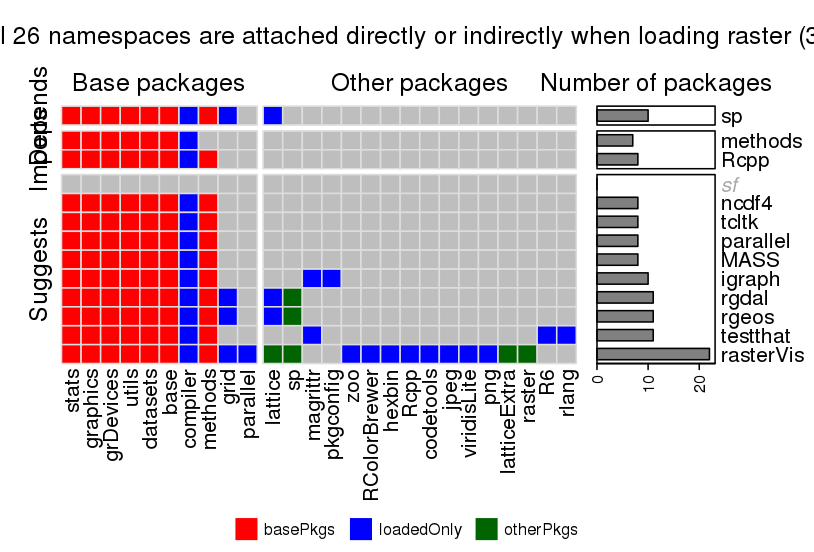 l 26 namespaces are attached directly or indirectly when loading raster (3
Base packages
Other packages
Number of packages
Depends
Imports
Suggests
sp
methods
Rcpp
sf
ncdf4
tcltk
parallel
MASS
igraph
rgdal
rgeos
testthat
rasterVis
0
10
20
stats
graphics
grDevices
utils
datasets
base
compiler
methods
grid
parallel
lattice
sp
magrittr
pkgconfig
zoo
RColorBrewer
hexbin
Rcpp
codetools
jpeg
viridisLite
png
latticeExtra
raster
R6
rlang
basePkgs
loadedOnly
otherPkgs